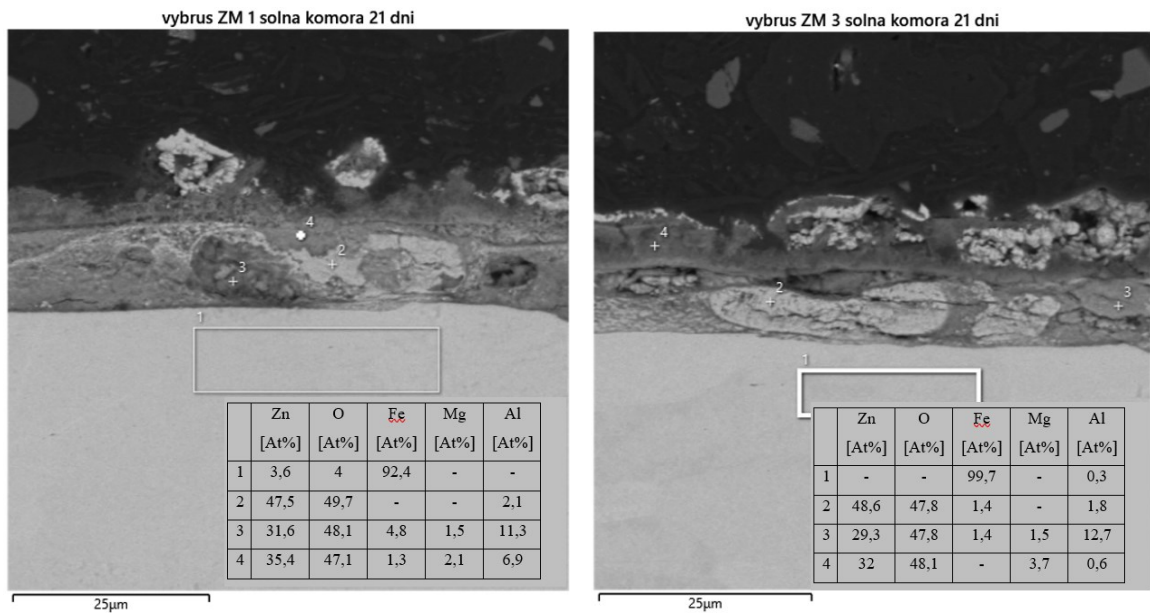 vybrus ZM 1 solna komora 21 dni
4
2
3
1
Zn O Fe Mg Al
[At%] [At%] [At%] [At%] [At%]
1 3,6 4 92,4 - -
2 47,5 49,7 - - 2,1
3 31,6 48,1 4,8 1,5 11,3
4 35,4 47,1 1,3 2,1 6,9
25μm
vybrus ZM 3 solna komora 21 dni
4
2
3
1
Zn O Fe Mg Al
[At%] [At%] [At%] [At%] [At%]
1 - - 99,7 - 0,3
2 48,6 47,8 1,4 - 1,8
3 29,3 47,8 1,4 1,5 12,7
4 32 48,1 - 3,7 0,6
25μm